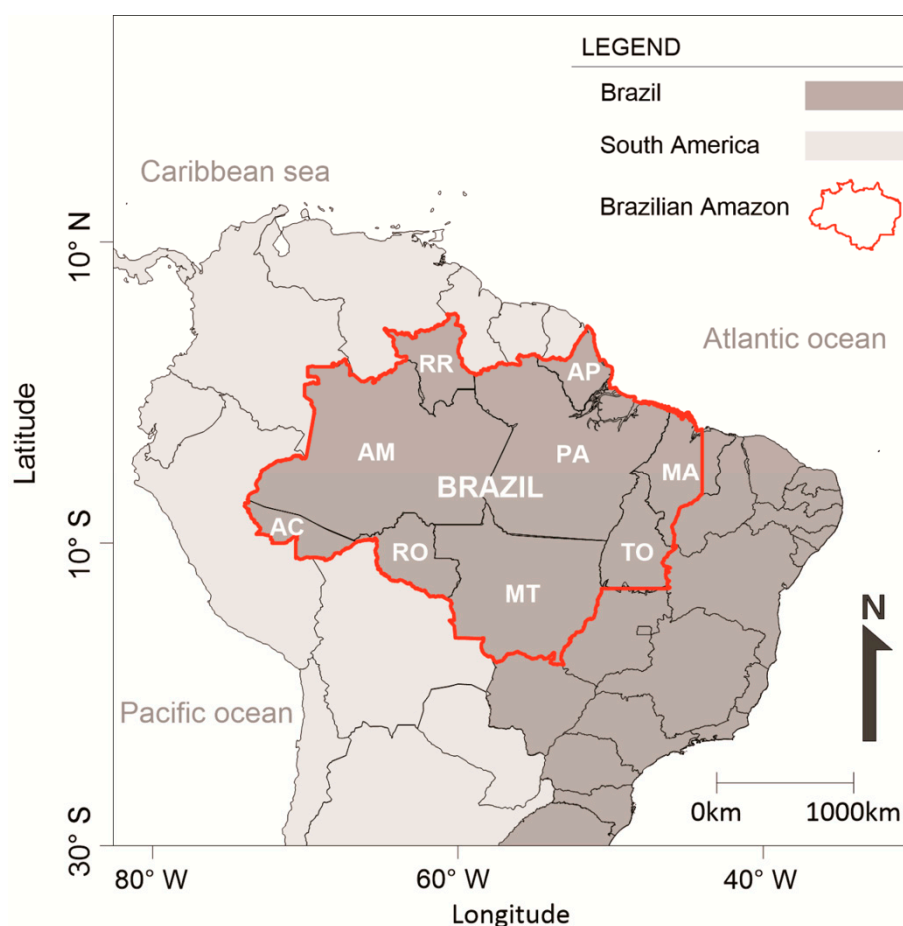 LEGEND
Brazil
South America
Brazilian Amazon
Caribbean sea
Atlantic ocean
Pacific ocean
RR
AP
AM
PA
MA
BRAZIL
AC
RO
TO
MT
N
0km 1000km
Latitude
10° N
10° S
30° S
80° W 60° W 40° W
Longitude